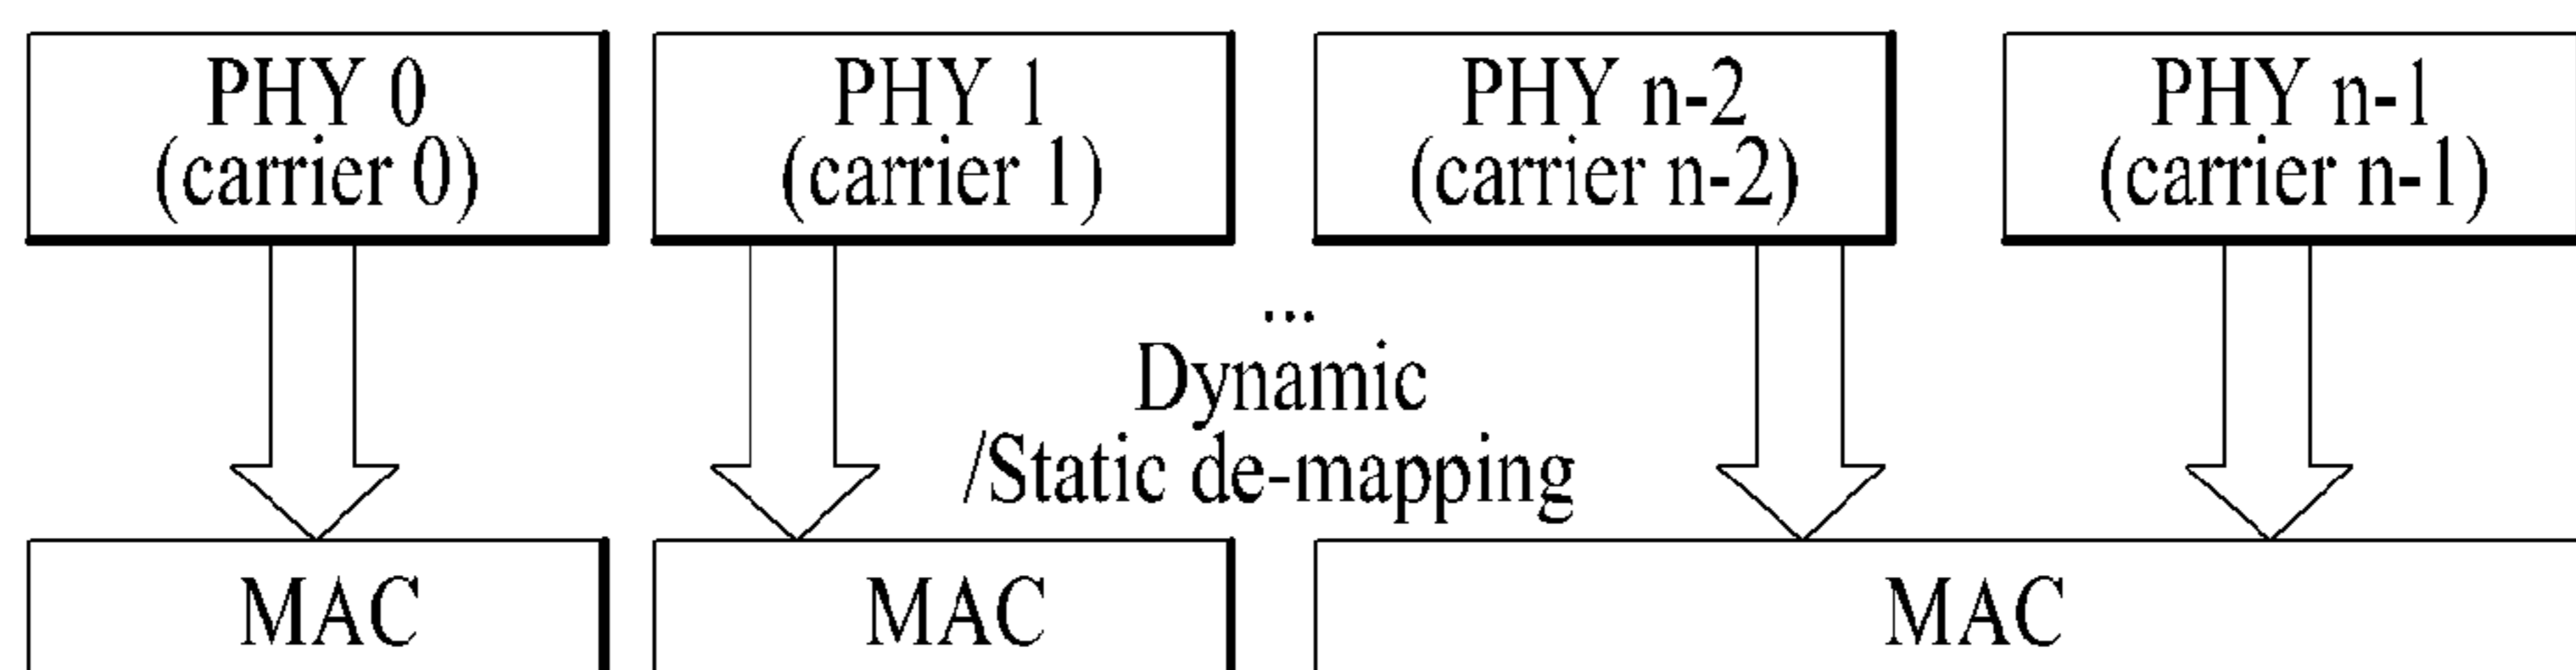 PHY 0
(carrier 0)
PHY 1
(carrier 1)
PHY n-2
(carrier n-2)
PHY n-1
(carrier n-1)
...
Dynamic
/Static de-mapping
MAC
MAC
MAC